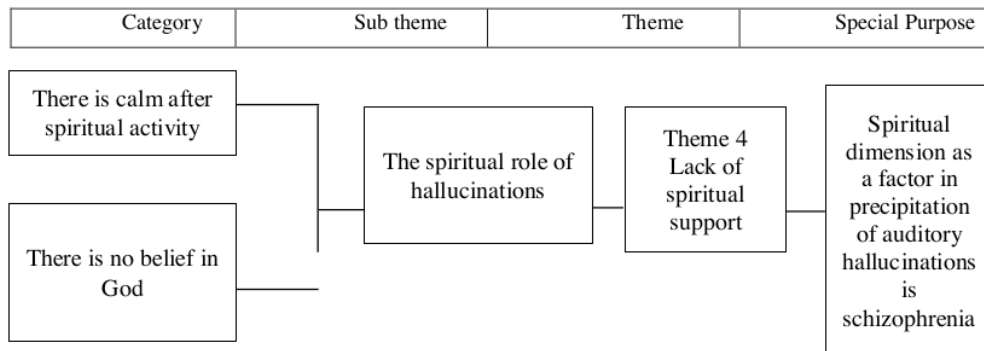 Category
Sub theme
Theme
Special Purpose
There is calm after
spiritual activity
There is no belief in
God
The spiritual role of
hallucinations
Theme 4
Lack of
spiritual
support
Spiritual
dimension as
a factor in
precipitation
of auditory
hallucinations
is
schizophrenia